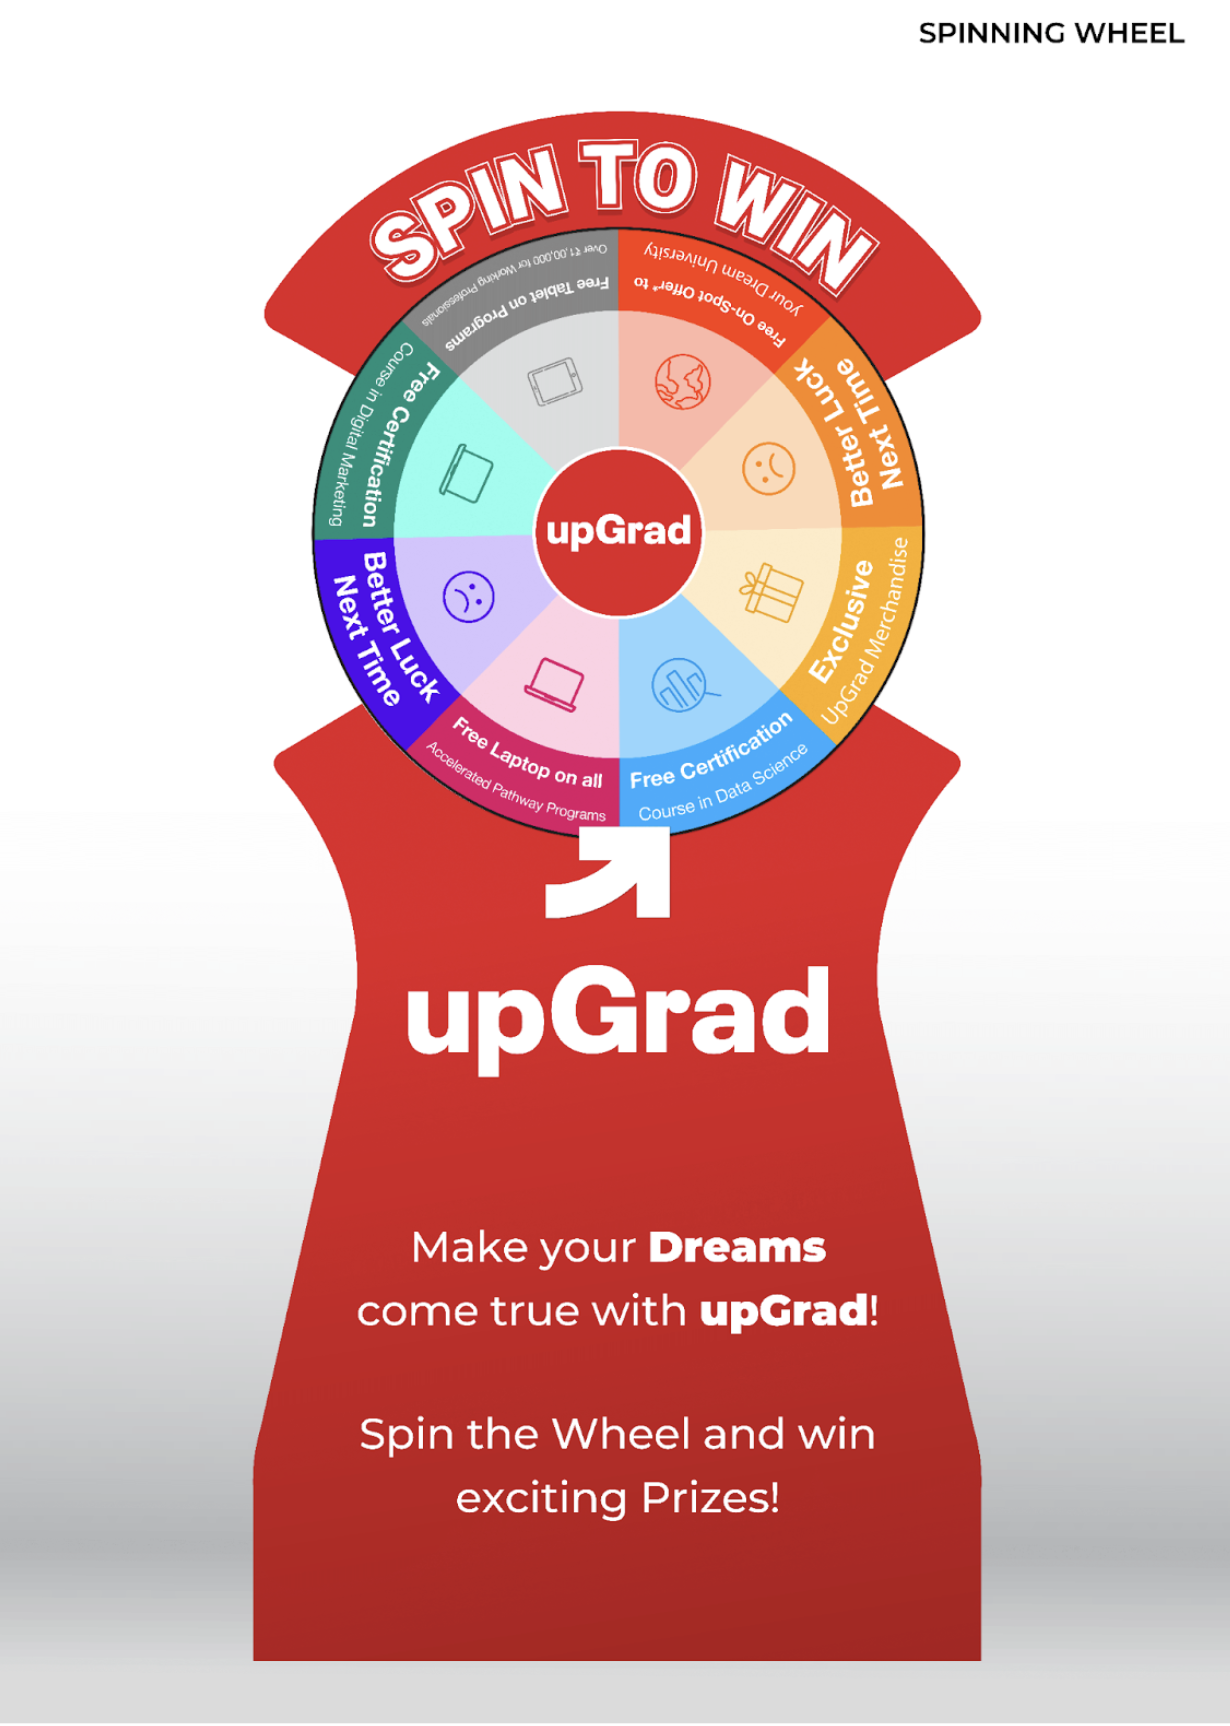 SPINNING WHEEL
SPIN TO WIN
Free On-Spot Offer* to
your Dream University
Better Luck
Next Time
Exclusive
UpGrad Merchandise
Free Certification
Course in Data Science
Free Laptop on all
Accelerated Pathway Programs
Better Luck
Next Time
Free Certification
Course in Digital Marketing
Free Tablet on Programs
Over ₹1,00,000 for Working Professionals
upGrad
upGrad
Make your Dreams
come true with upGrad!
Spin the Wheel and win
exciting Prizes!